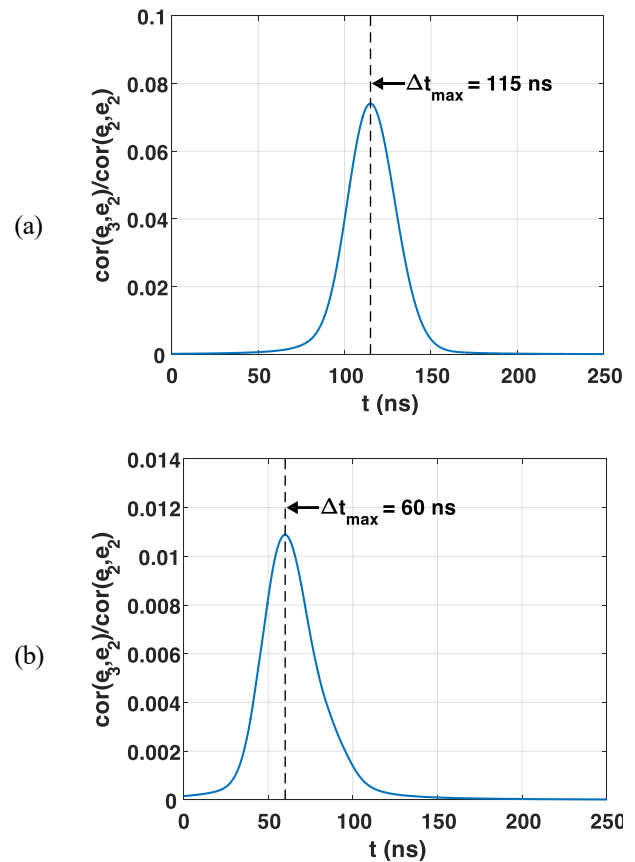 (a)
cor(e3,e2)/cor(e2,e2)
0.1
0.08
0.06
0.04
0.02
0
Δtmax = 115 ns
0 50 100 150 200 250
t (ns)
(b)
cor(e3,e2)/cor(e2,e2)
0.014
0.012
0.01
0.008
0.006
0.004
0.002
0
Δtmax = 60 ns
0 50 100 150 200 250
t (ns)